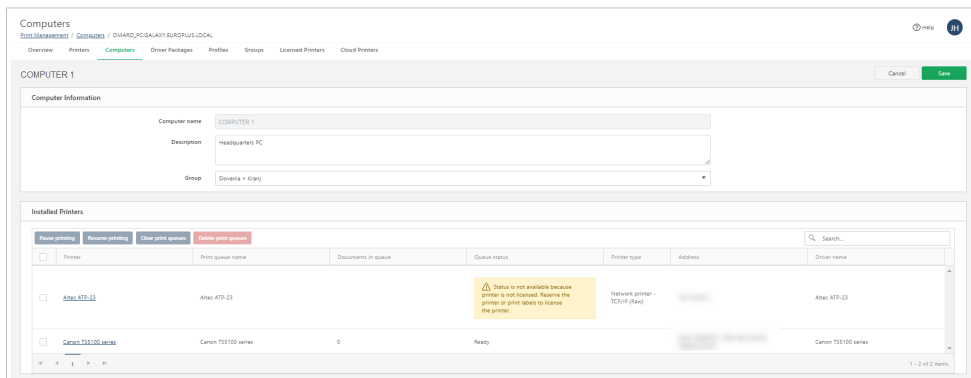 Computers
Print Management / Computers / OMARD_PC.GALAXY.EUROPLUS.LOCAL
Help
JH
Overview Printers Computers Driver Packages Profiles Groups Licensed Printers Cloud Printers
COMPUTER 1
Cancel Save
Computer Information
Computer name COMPUTER 1
Description Headquarters PC
Group Slovenia > Kranj
Installed Printers
Pause printing Resume printing Clear print queues Delete print queues Search...
Printer Print queue name Documents in queue Queue status Printer type Address Driver name
Altec ATP-23 Altec ATP-23
Status is not available because
printer is not licensed. Reserve the
printer or print labels to license
the printer.
Network printer -
TCP/IP (Raw)
Altec ATP-23
Canon TS5100 series Canon TS5100 series 0 Ready Canon TS5100 series
1 1 - 2 of 2 items